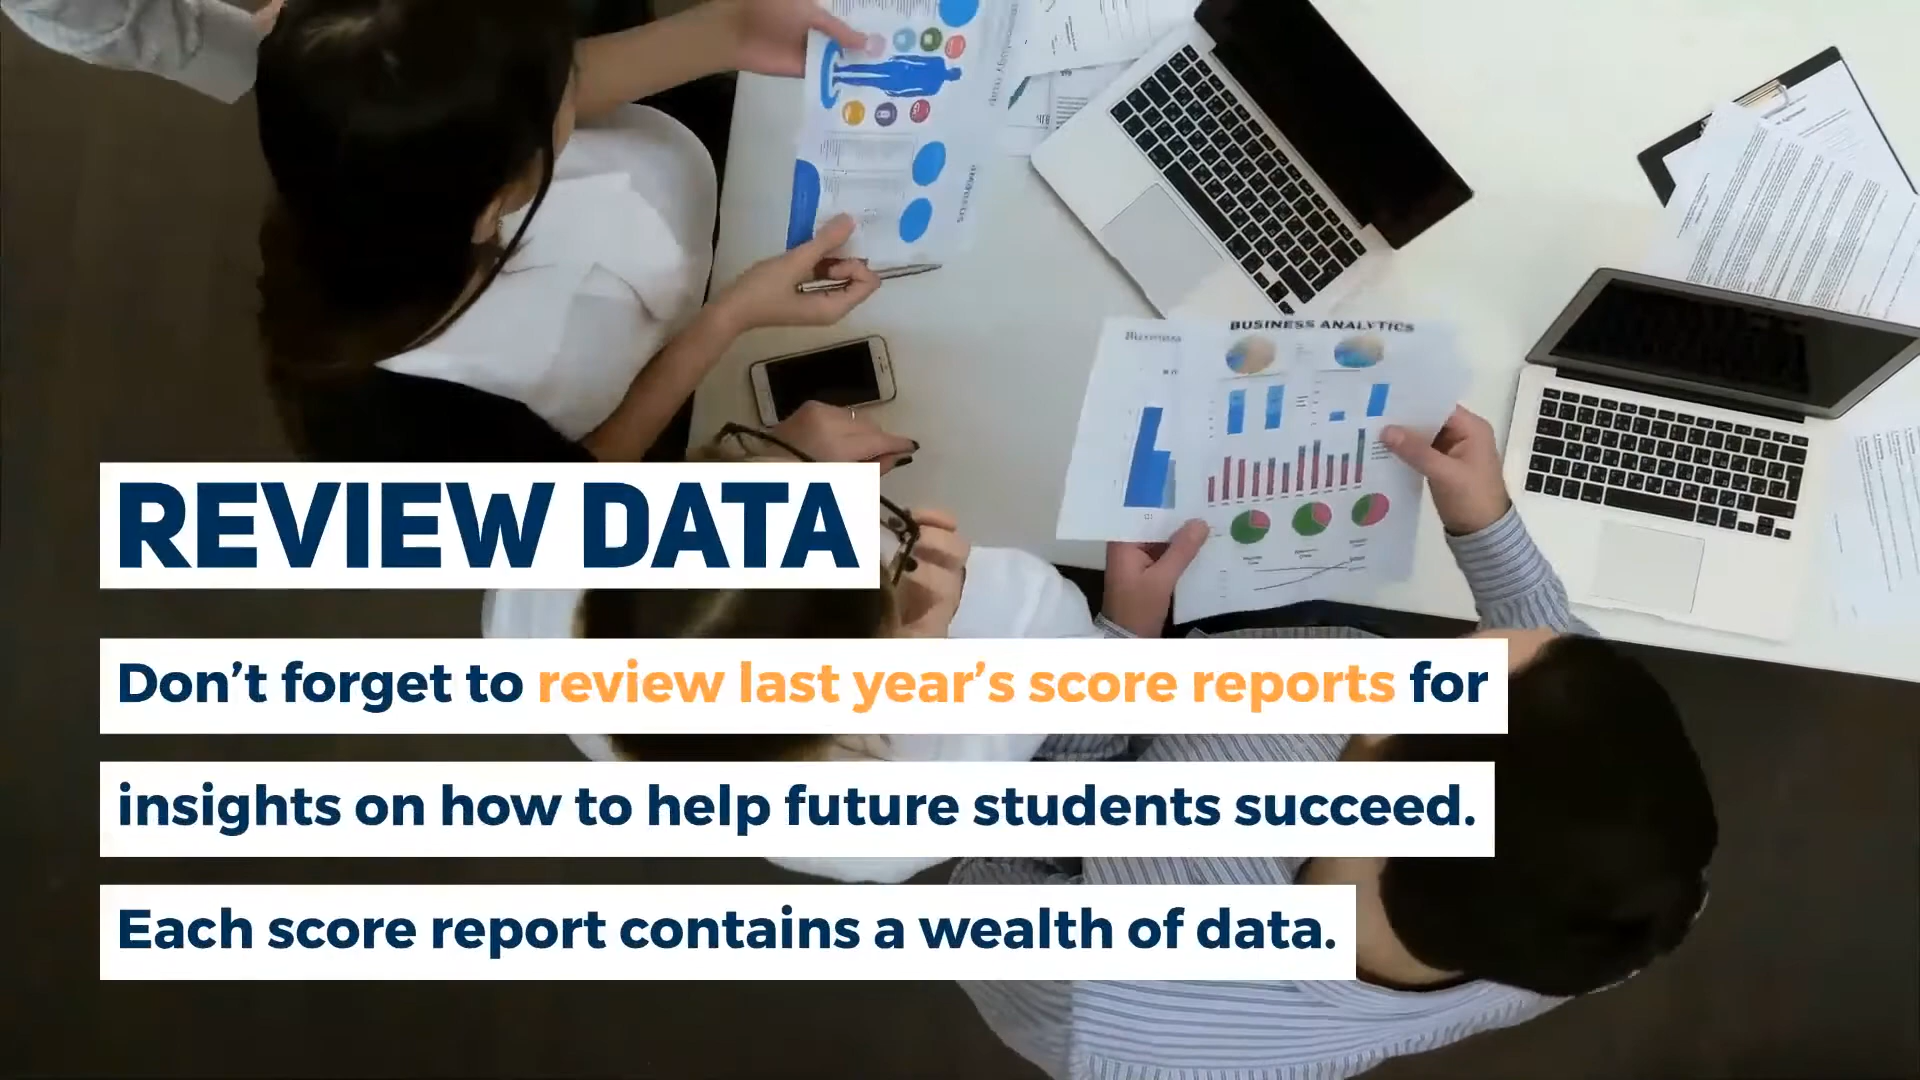 BUSINESS ANALYTICS
Business
REVIEW DATA
Don’t forget to review last year’s score reports for
insights on how to help future students succeed.
Each score report contains a wealth of data.